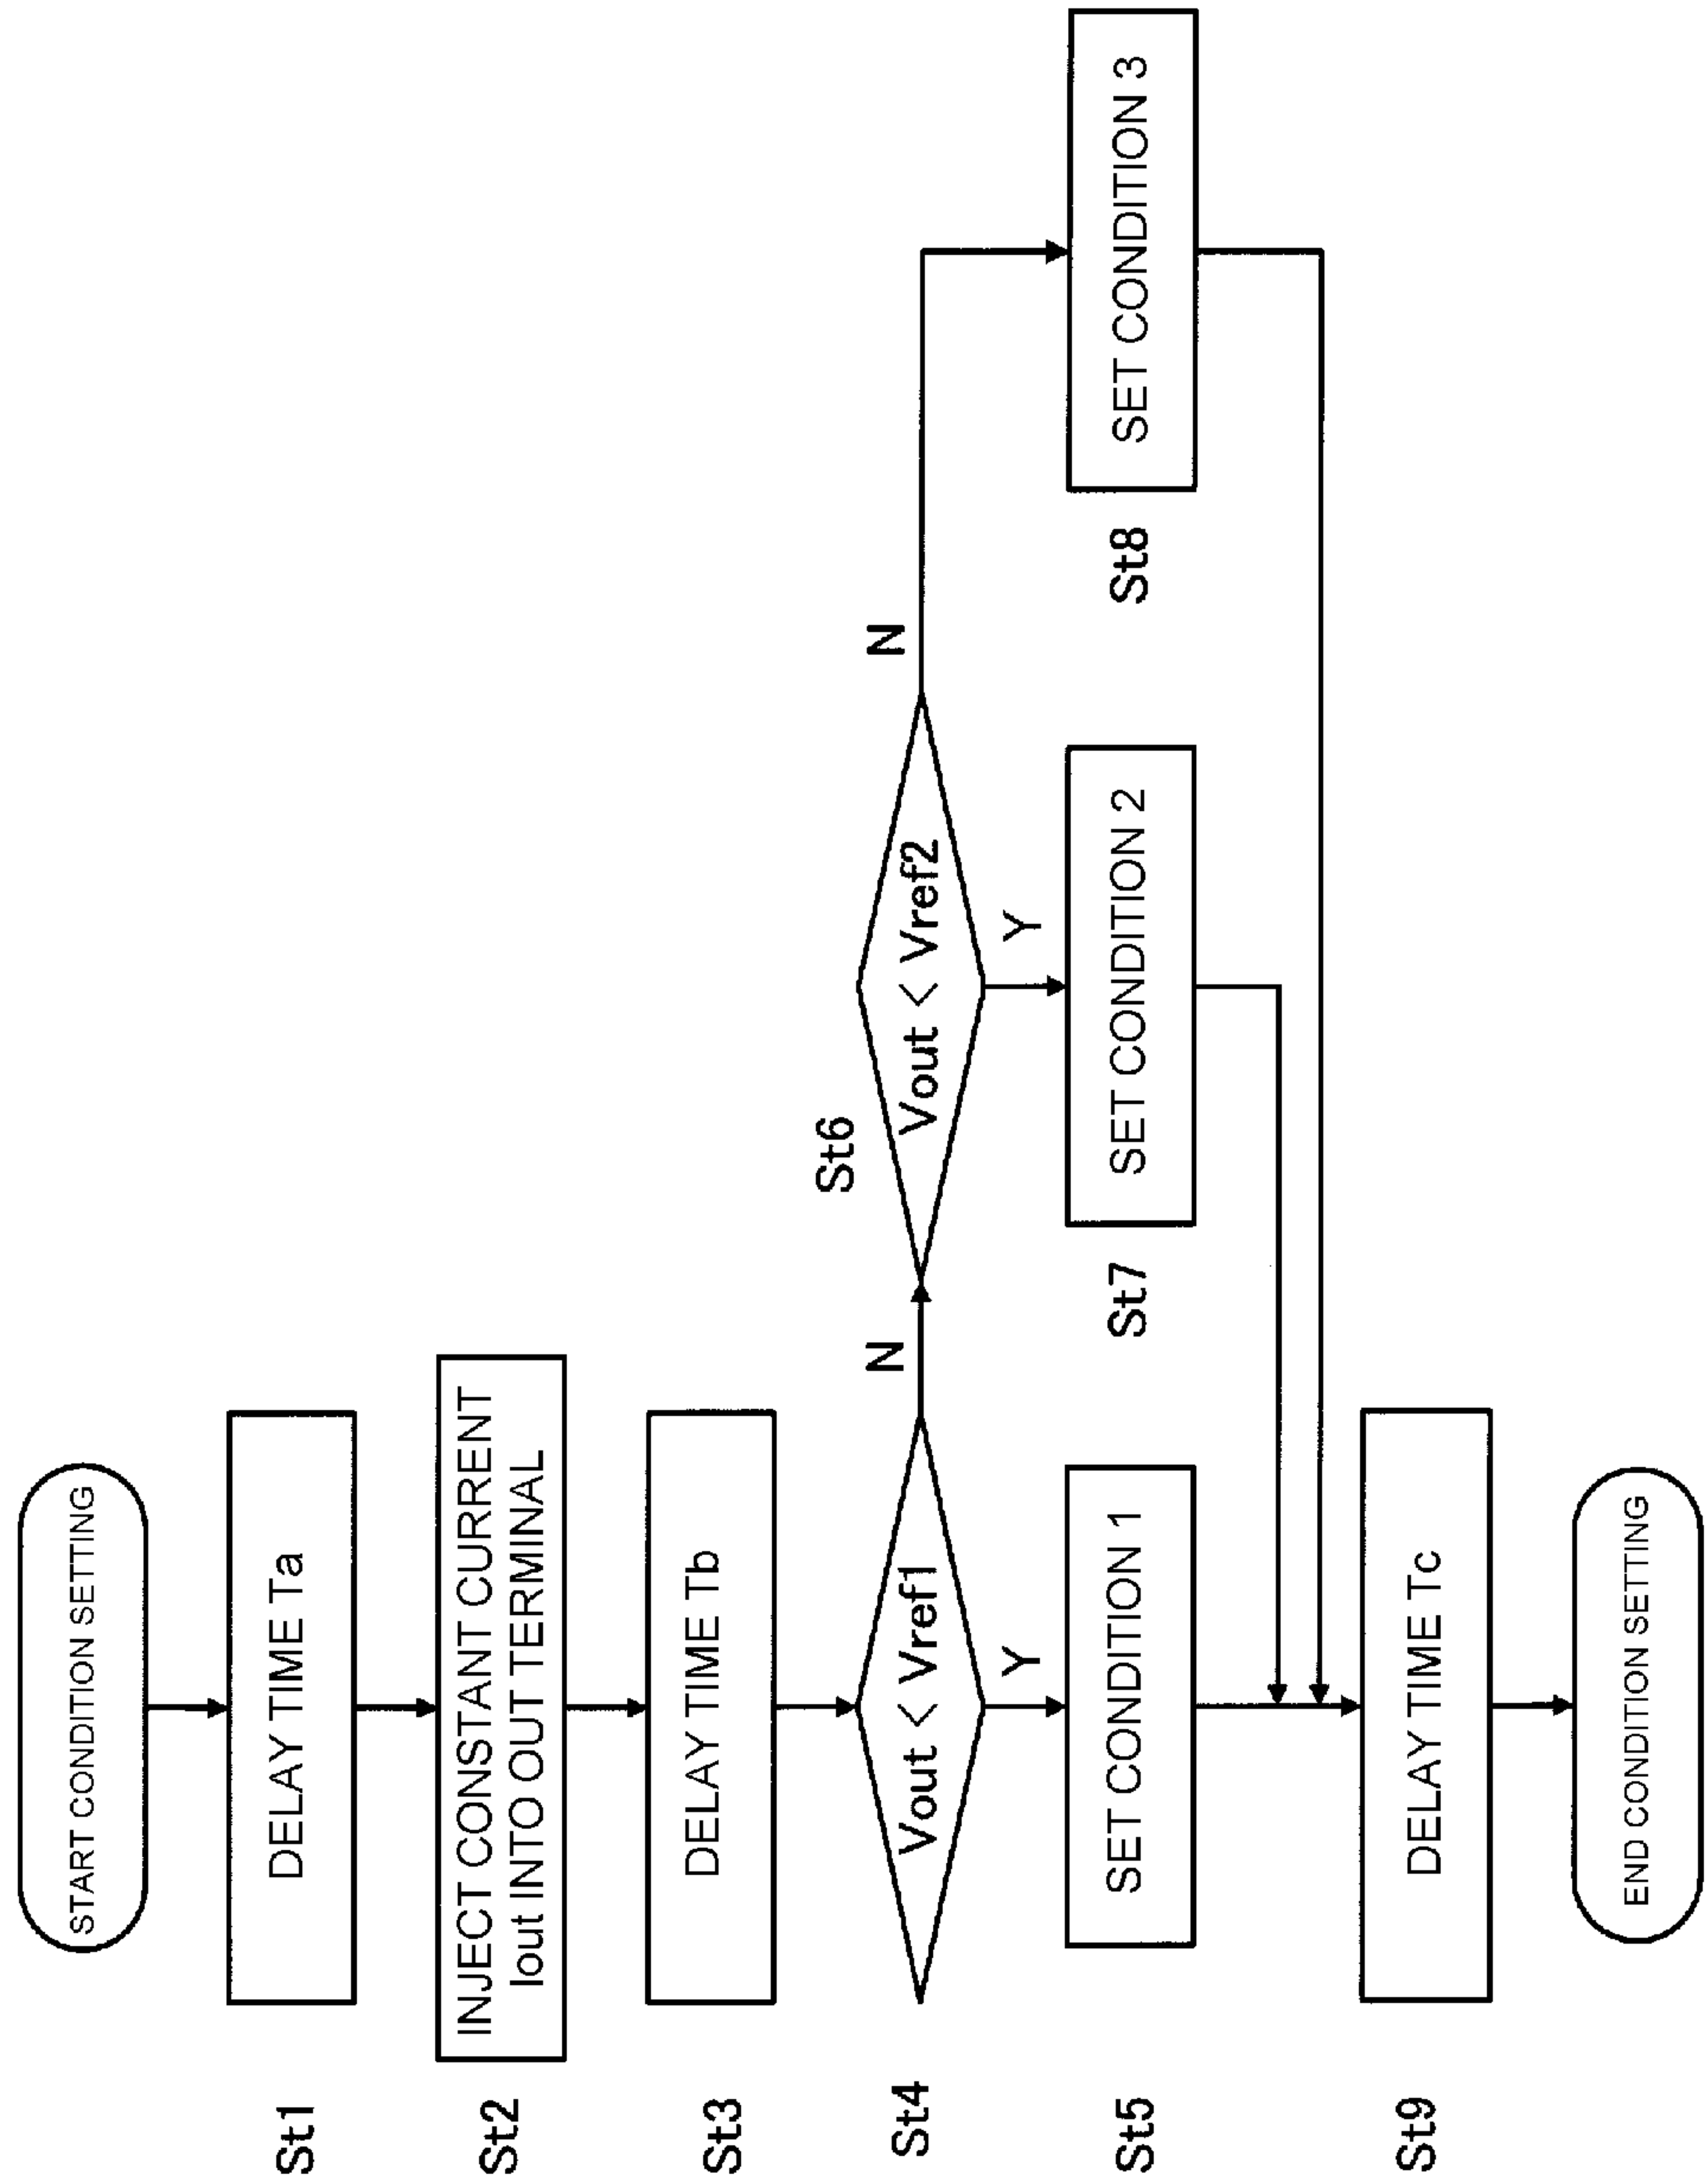 START CONDITION SETTING
St1
DELAY TIME Ta
St2
INJECT CONSTANT CURRENT
Iout INTO OUT TERMINAL
St3
DELAY TIME Tb
St4
Vout < Vref1
N
Y
St6
Vout < Vref2
N
Y
St5
SET CONDITION 1
St7
SET CONDITION 2
St8
SET CONDITION 3
St9
DELAY TIME Tc
END CONDITION SETTING